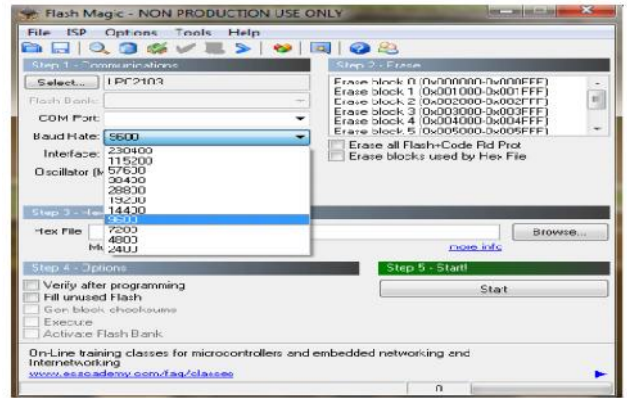 Flash Magic - NON PRODUCTION USE ONLY
File ISP Options Tools Help
Step 1 - Communications
Select... LPC2103
Flash Bank:
COM Port:
Baud Rate: 9600
230400
115200
57600
38400
28800
19200
14400
9600
7200
4800
2400
Interface:
Oscillator
Step 2 - Erase
Erase block 0 (0x000000-0x000FFF)
Erase block 1 (0x001000-0x001FFF)
Erase block 2 (0x002000-0x002FFF)
Erase block 3 (0x003000-0x003FFF)
Erase block 4 (0x004000-0x004FFF)
Erase block 5 (0x005000-0x005FFF)
Erase all Flash+Code Rd Prot
Erase blocks used by Hex File
Step 3 -
Hex File
Browse...
more info
Step 4 - Options
Verify after programming
Fill unused Flash
Gen block checksums
Execute
Activate Flash Bank
Step 5 - Start!
Start
On-Line training classes for microcontrollers and embedded networking and
Internetworking
www.esacademy.com/faq/classes
0